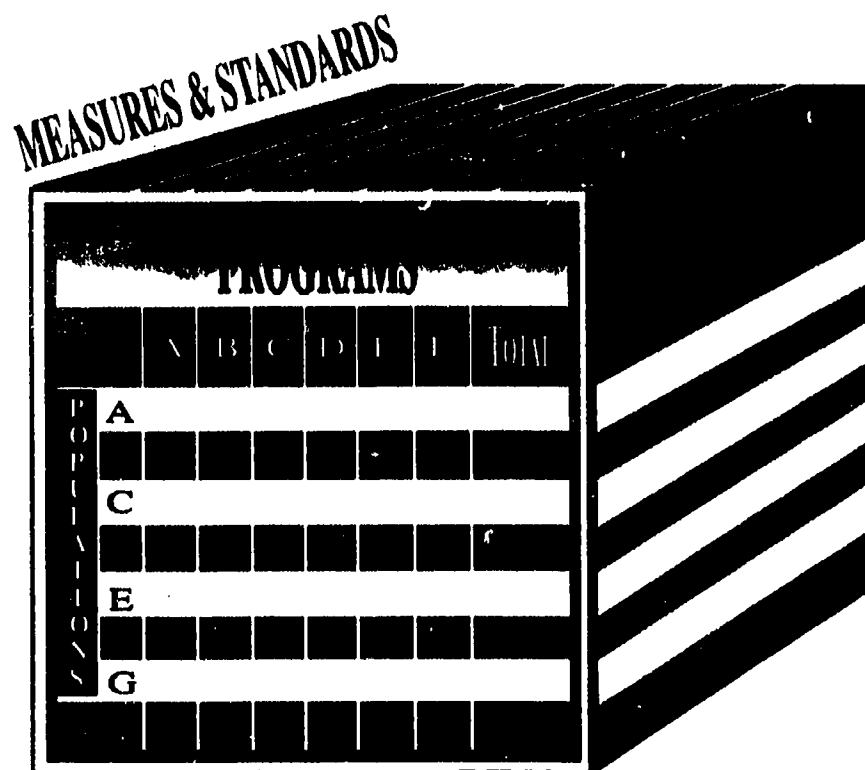 MEASURES & STANDARDS
PROGRAMS
A B C D E F TOTAL
POPULATIONS
A
C
E
G